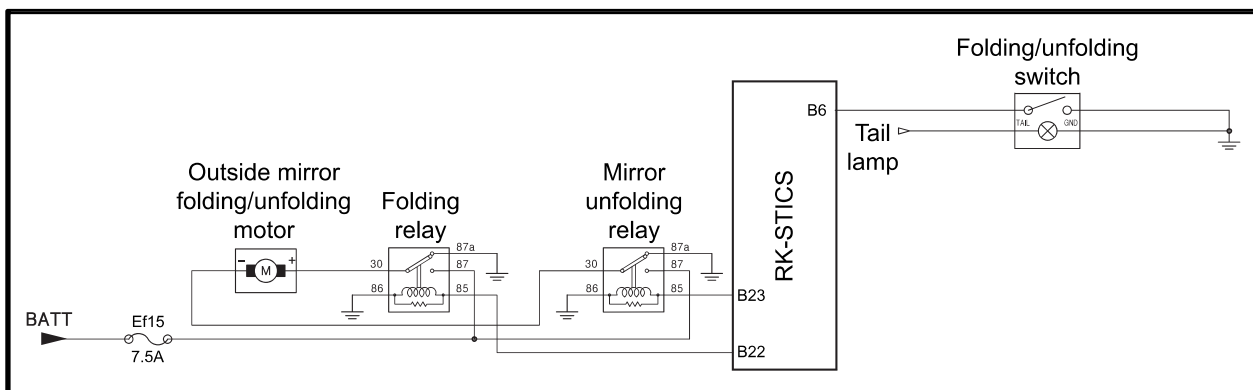 Folding/unfolding
switch
B6
TAIL
GND
Tail
lamp
Outside mirror
folding/unfolding
motor
Folding
relay
Mirror
unfolding
relay
RK-STICS
- M +
30
87a
87
86
85
30
87a
87
86
85
B23
B22
BATT
Ef15
7.5A